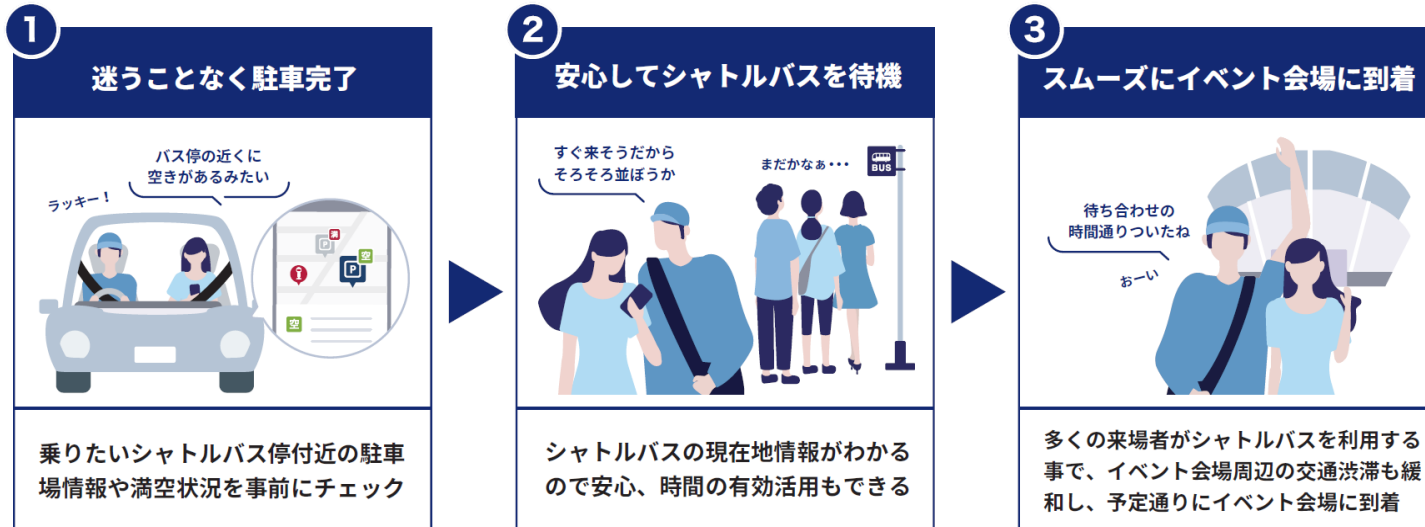 1
迷うことなく駐車完了
バス停の近くに
空きがあるみたい
ラッキー！
P
満
P
空
空
乗りたいシャトルバス停付近の駐車
場情報や満空状況を事前にチェック
2
安心してシャトルバスを待機
すぐ来そうだから
そろそろ並ぼうか
まだかなぁ・・・
BUS
シャトルバスの現在地情報がわかる
ので安心、時間の有効活用もできる
3
スムーズにイベント会場に到着
待ち合わせの
時間通りついたね
おーい
多くの来場者がシャトルバスを利用する
事で、イベント会場周辺の交通渋滞も緩
和し、予定通りにイベント会場に到着